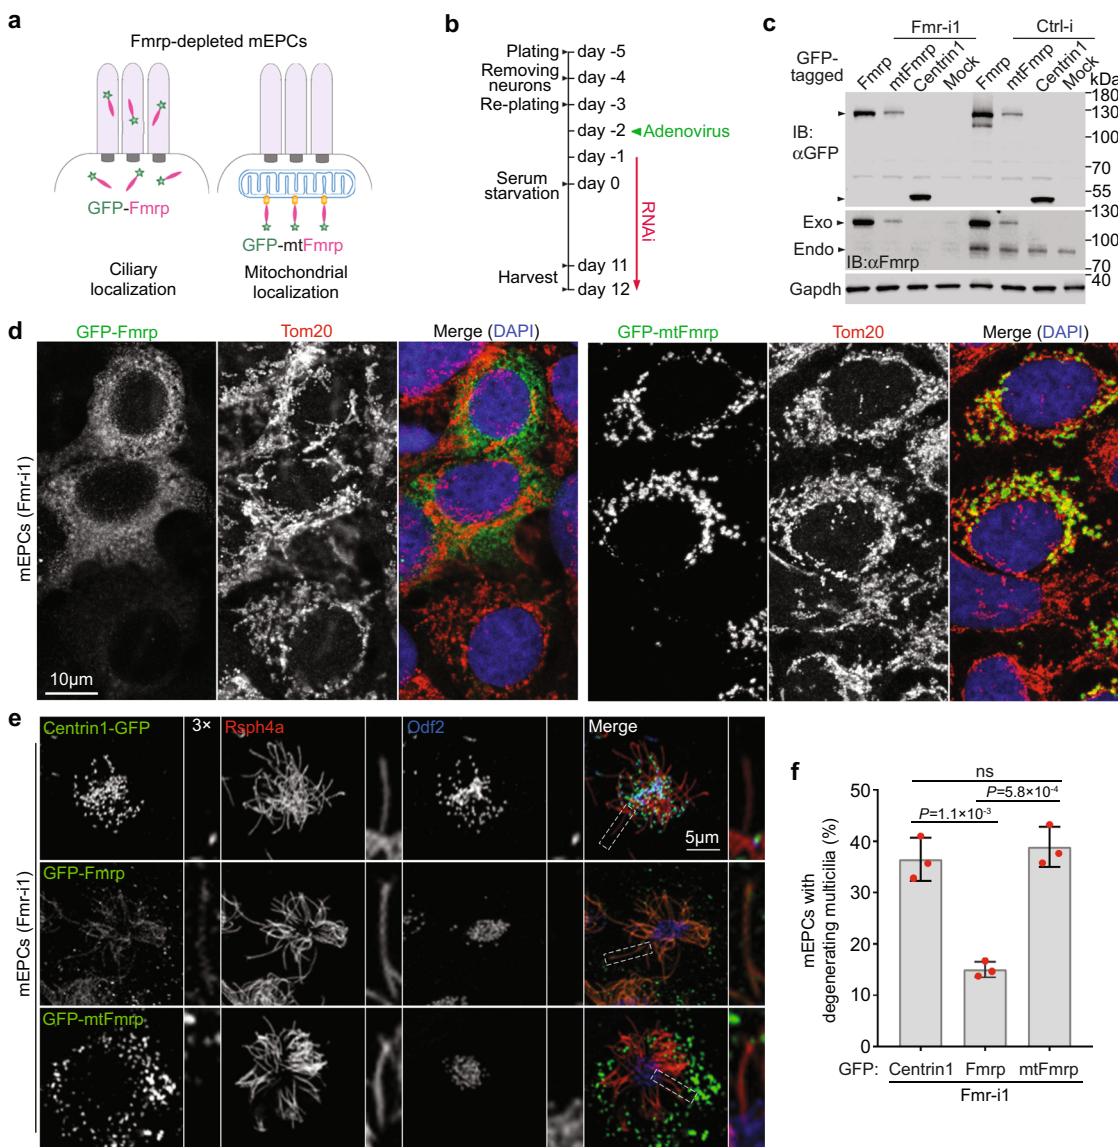 a
Fmrp-depleted mEPCs
GFP-Fmrp
GFP-mtFmrp
Ciliary
localization
Mitochondrial
localization
b
Plating
day -5
Removing
neurons
day -4
Re-plating
day -3
day -2
Adenovirus
day -1
Serum
starvation
day 0
RNAi
day 11
Harvest
day 12
c
Fmr-i1
Ctrl-i
GFP-
tagged
Fmrp
mtFmrp
Centrin1
Mock
Fmrp
mtFmrp
Centrin1
Mock
kDa
180
130
100
70
55
IB:
αGFP
130
100
70
Exo
Endo
IB:αFmrp
40
Gapdh
d
GFP-Fmrp
Tom20
Merge (DAPI)
GFP-mtFmrp
Tom20
Merge (DAPI)
mEPCs (Fmr-i1)
10µm
e
Centrin1-GFP
3×
Rsph4a
Odf2
Merge
5µm
GFP-Fmrp
GFP-mtFmrp
mEPCs (Fmr-i1)
f
ns
P=5.8×10⁻⁴
P=1.1×10⁻³
mEPCs with
degenerating multicilia (%)
50
40
30
20
10
0
GFP: Centrin1 Fmrp mtFmrp
Fmr-i1